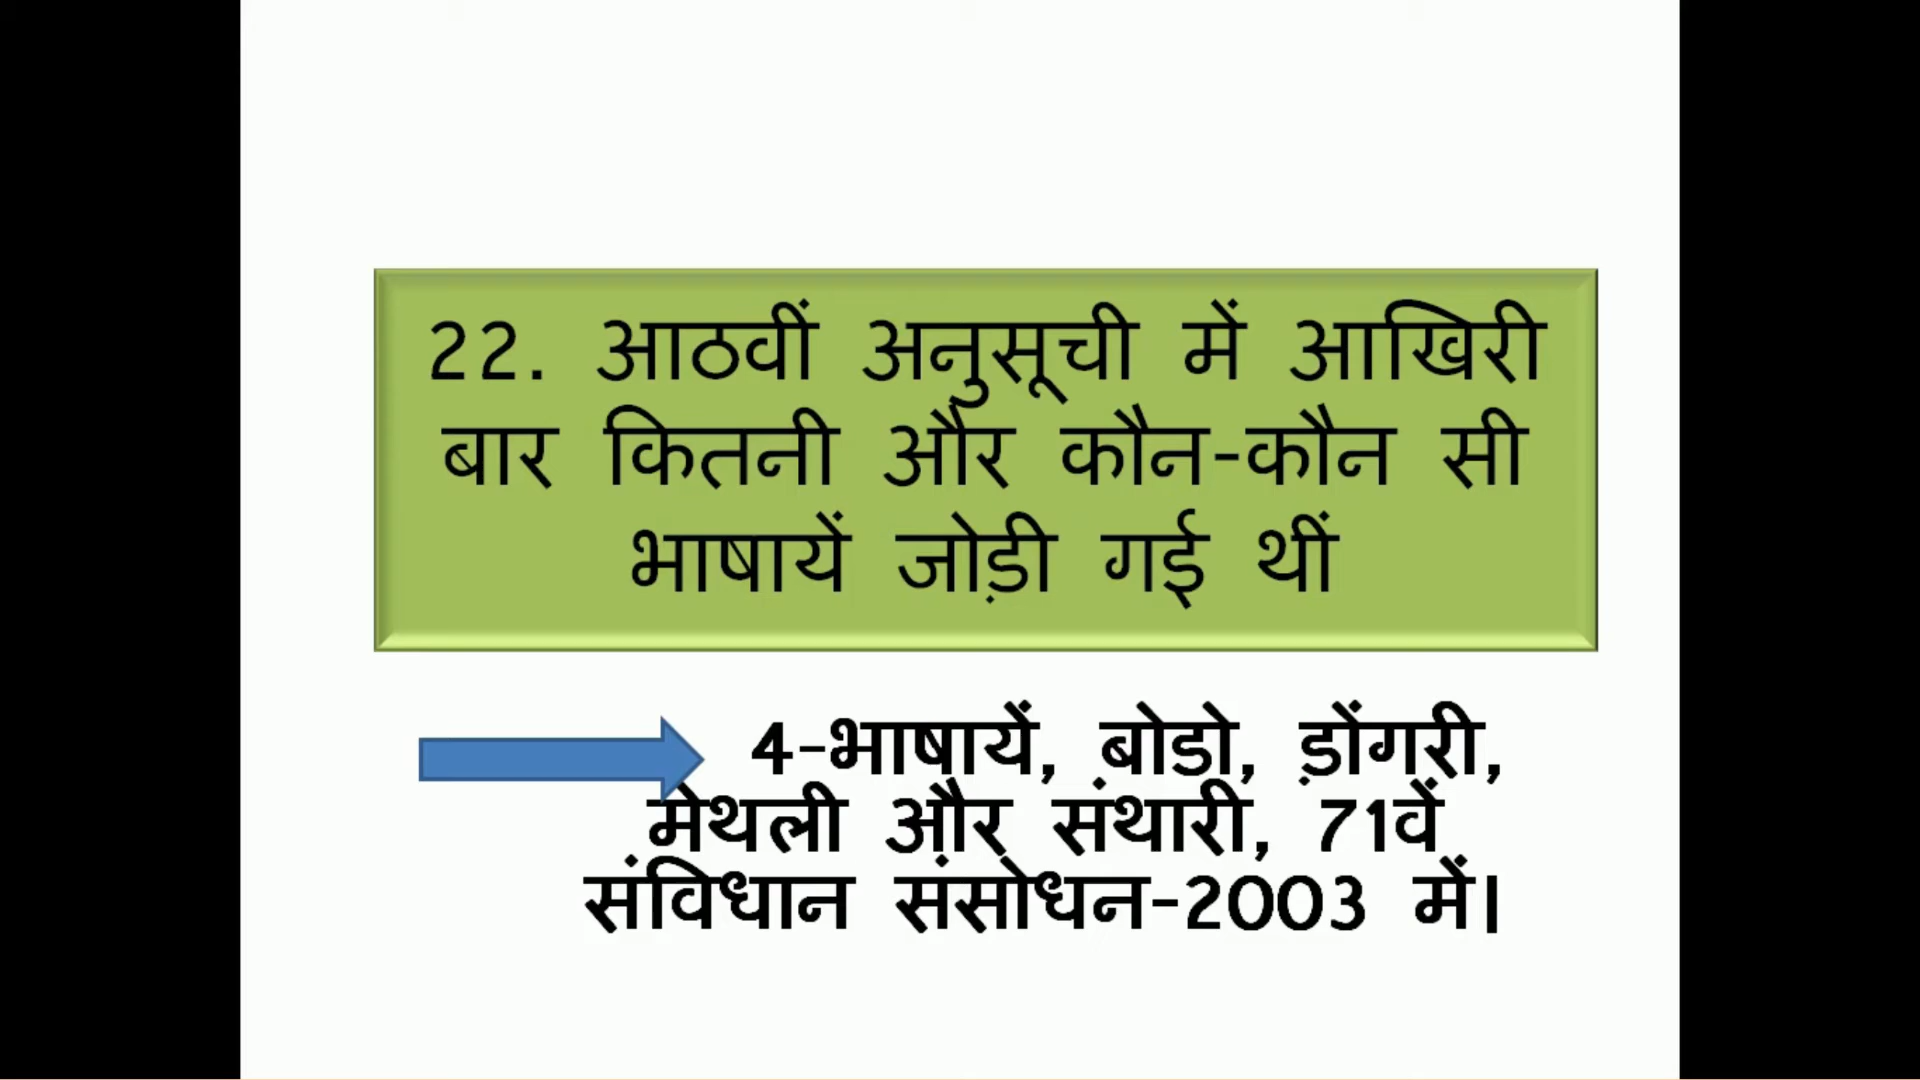 22. आठवीं अनुसूची में आखिरी
बार कितनी और कौन-कौन सी
भाषायें जोड़ी गई थीं
4-भाषायें, बोडो, ड़ोंगरी,
मेथली और संथारी, 71वें
संविधान संसोधन-2003 में।